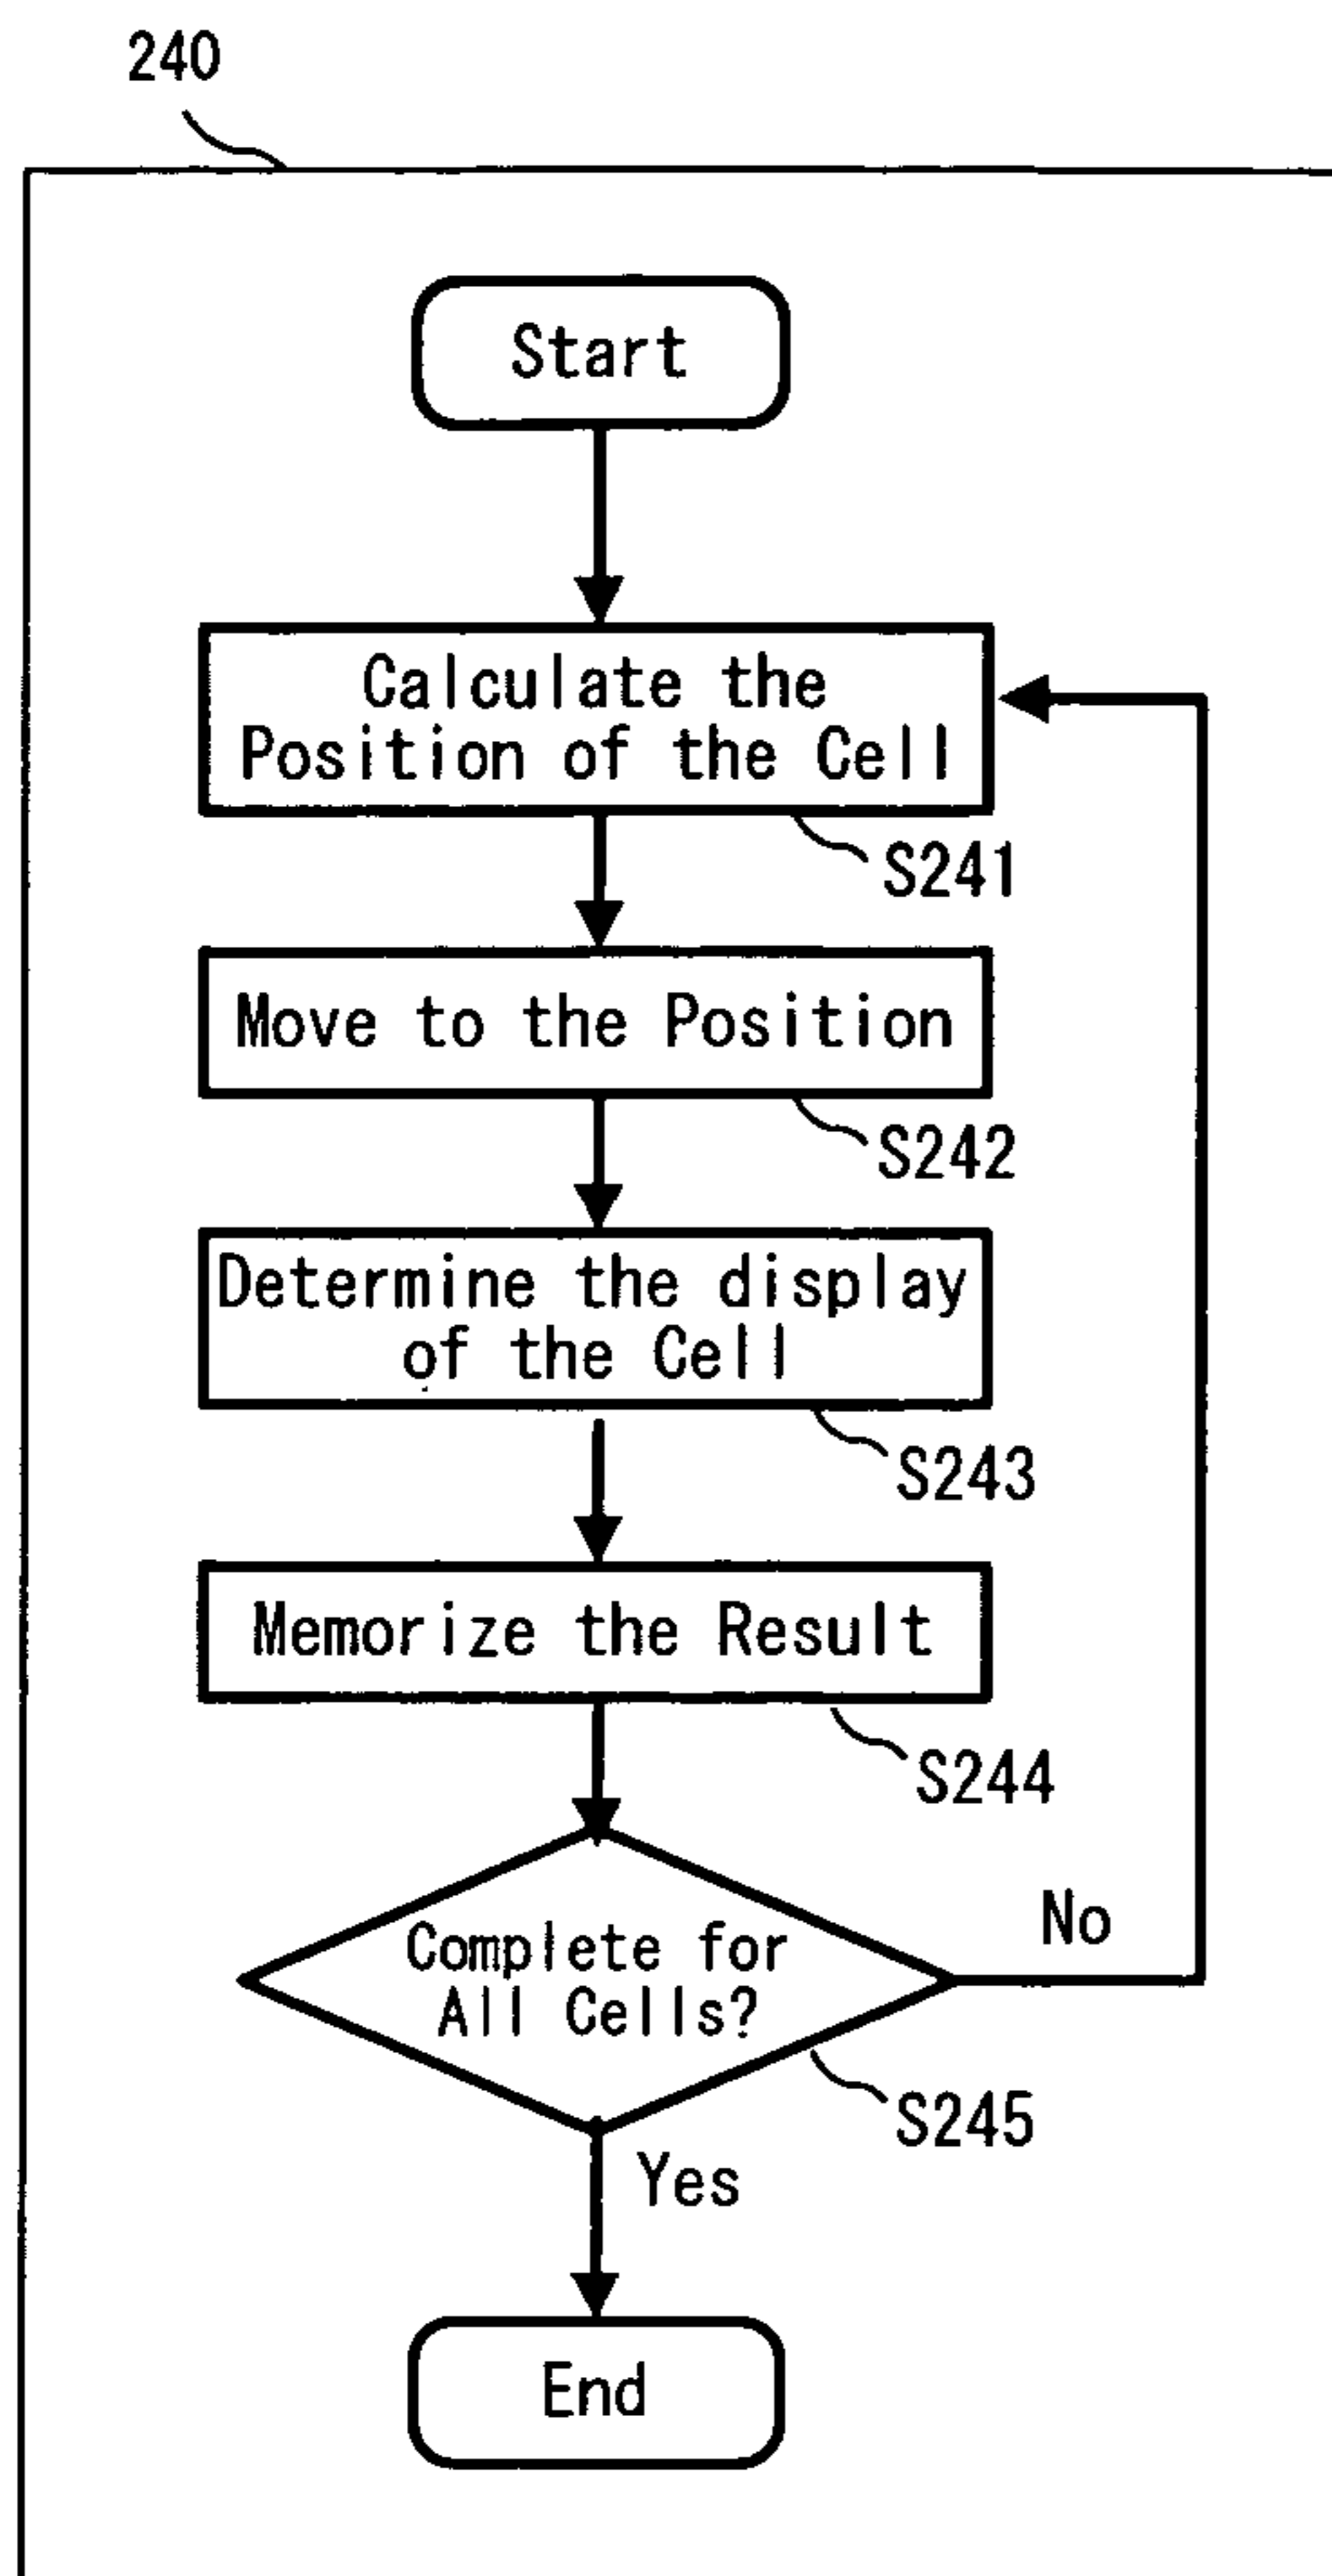 240
Start
Calculate the
Position of the Cell
S241
Move to the Position
S242
Determine the display
of the Cell
S243
Memorize the Result
S244
Complete for
All Cells?
No
S245
Yes
End